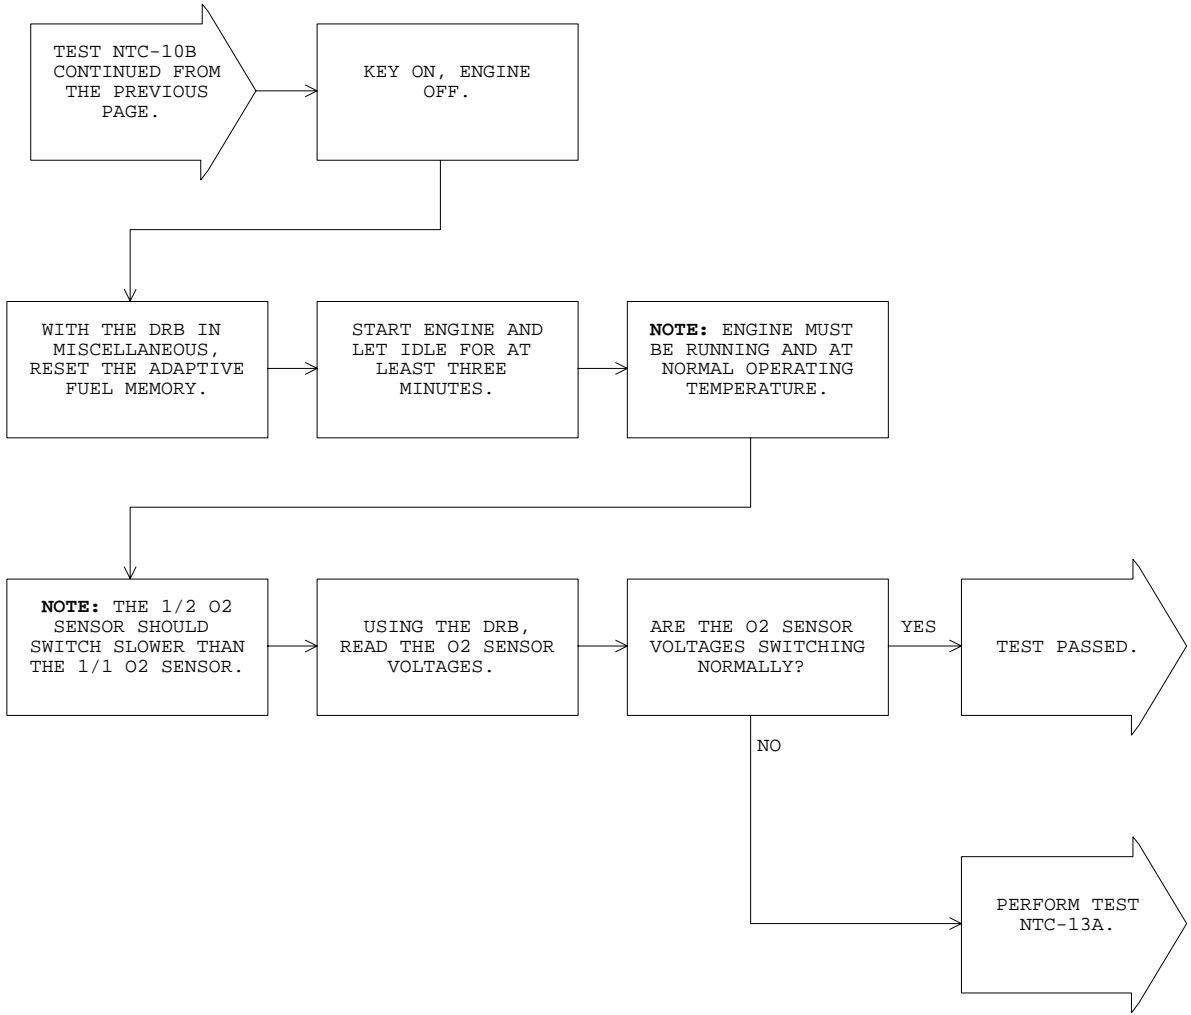 TEST NTC-10B
CONTINUED FROM
THE PREVIOUS
PAGE.
KEY ON, ENGINE
OFF.
WITH THE DRB IN
MISCELLANEOUS,
RESET THE ADAPTIVE
FUEL MEMORY.
START ENGINE AND
LET IDLE FOR AT
LEAST THREE
MINUTES.
NOTE: ENGINE MUST
BE RUNNING AND AT
NORMAL OPERATING
TEMPERATURE.
NOTE: THE 1/2 O2
SENSOR SHOULD
SWITCH SLOWER THAN
THE 1/1 O2 SENSOR.
USING THE DRB,
READ THE O2 SENSOR
VOLTAGES.
ARE THE O2 SENSOR
VOLTAGES SWITCHING
NORMALLY?
YES
TEST PASSED.
NO
PERFORM TEST
NTC-13A.